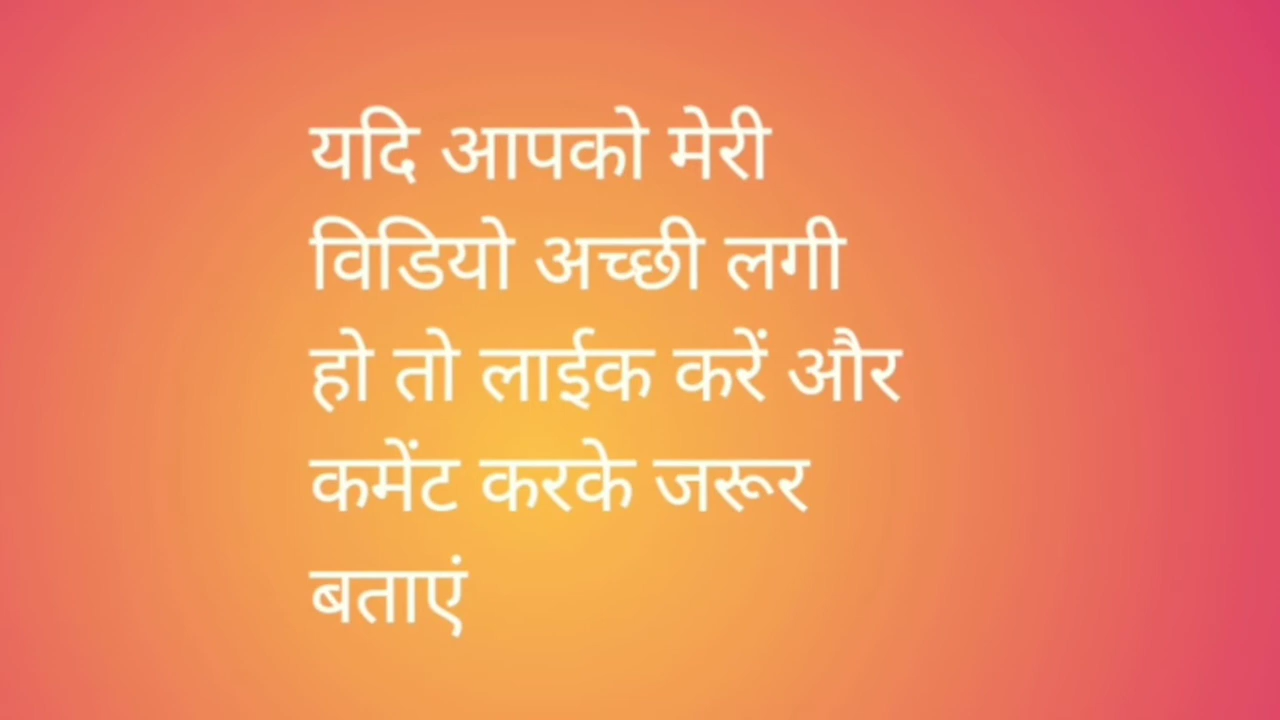 यदि आपको मेरी
विडियो अच्छी लगी
हो तो लाईक करें और
कमेंट करके जरूर
बताएं